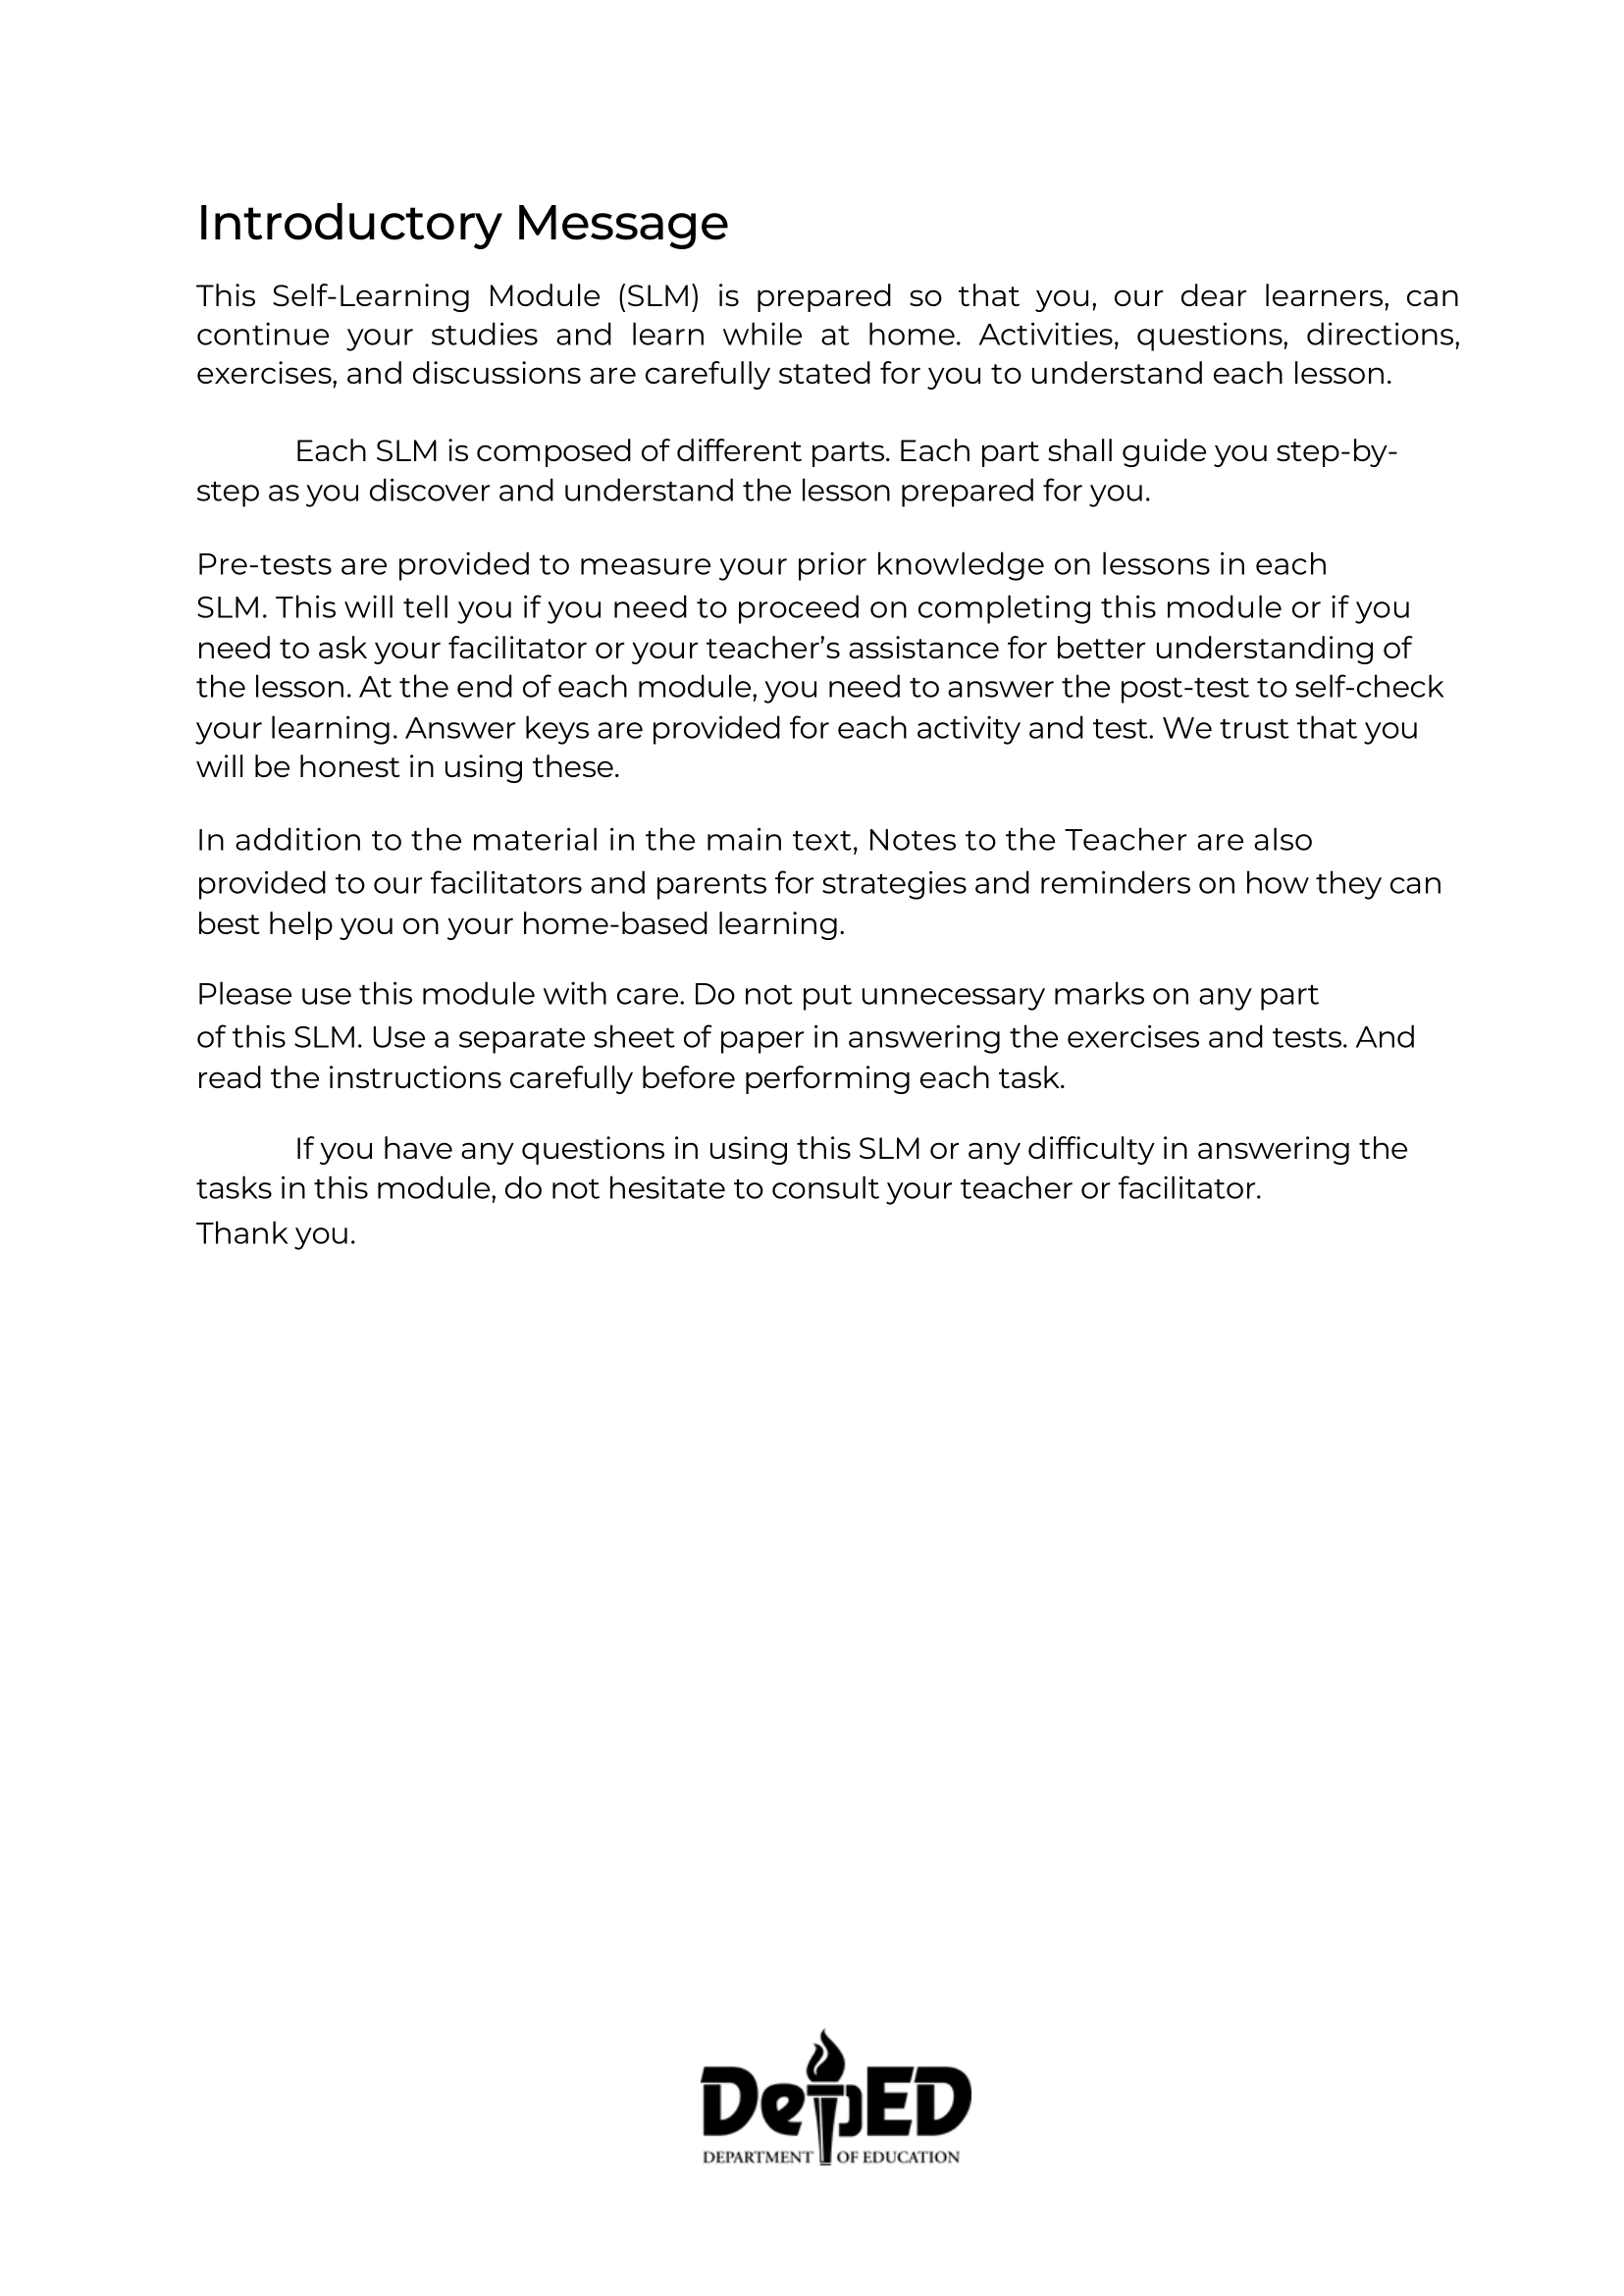 Introductory Message
This Self-Learning Module (SLM) is prepared so that you, our dear learners, can
continue your studies and learn while at home. Activities, questions, directions,
exercises, and discussions are carefully stated for you to understand each lesson.
Each SLM is composed of different parts. Each part shall guide you step-by-
step as you discover and understand the lesson prepared for you.
Pre-tests are provided to measure your prior knowledge on lessons in each
SLM. This will tell you if you need to proceed on completing this module or if you
need to ask your facilitator or your teacher’s assistance for better understanding of
the lesson. At the end of each module, you need to answer the post-test to self-check
your learning. Answer keys are provided for each activity and test. We trust that you
will be honest in using these.
In addition to the material in the main text, Notes to the Teacher are also
provided to our facilitators and parents for strategies and reminders on how they can
best help you on your home-based learning.
Please use this module with care. Do not put unnecessary marks on any part
of this SLM. Use a separate sheet of paper in answering the exercises and tests. And
read the instructions carefully before performing each task.
If you have any questions in using this SLM or any difficulty in answering the
tasks in this module, do not hesitate to consult your teacher or facilitator.
Thank you.
DepED
DEPARTMENT OF EDUCATION